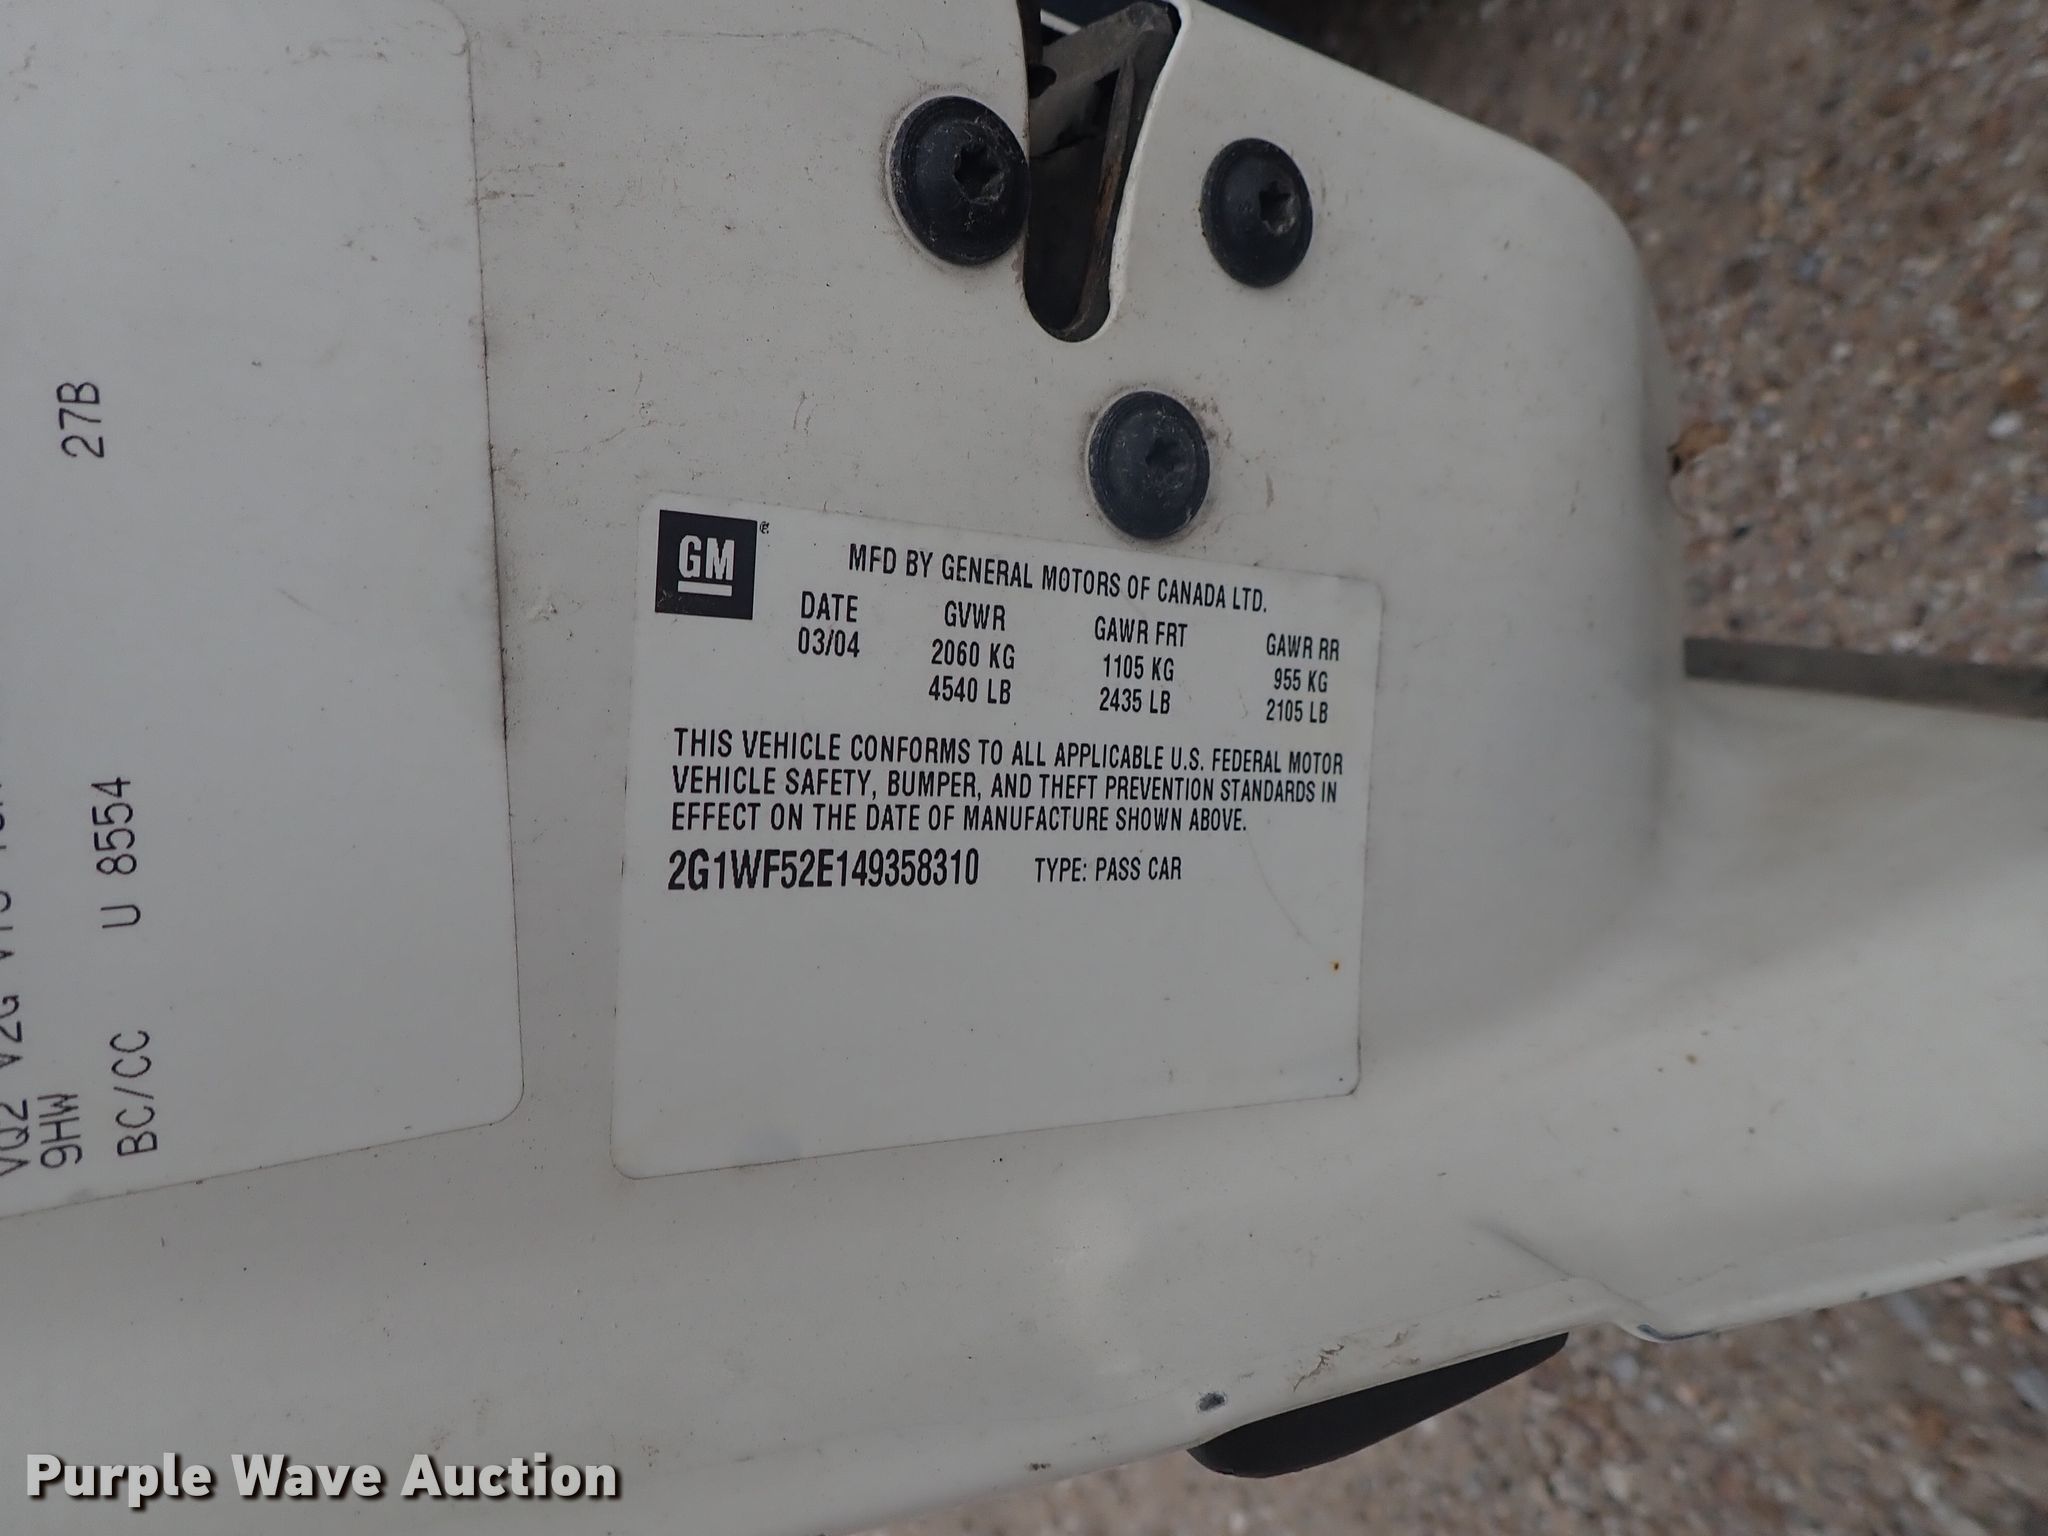 27B
U 8554
9HW
BC/CC
GM
MFD BY GENERAL MOTORS OF CANADA LTD.
DATE GVWR GAWR FRT GAWR RR
03/04 2060 KG 1105 KG 955 KG
4540 LB 2435 LB 2105 LB
THIS VEHICLE CONFORMS TO ALL APPLICABLE U.S. FEDERAL MOTOR
VEHICLE SAFETY, BUMPER, AND THEFT PREVENTION STANDARDS IN
EFFECT ON THE DATE OF MANUFACTURE SHOWN ABOVE.
2G1WF52E149358310 TYPE: PASS CAR
Purple Wave Auction